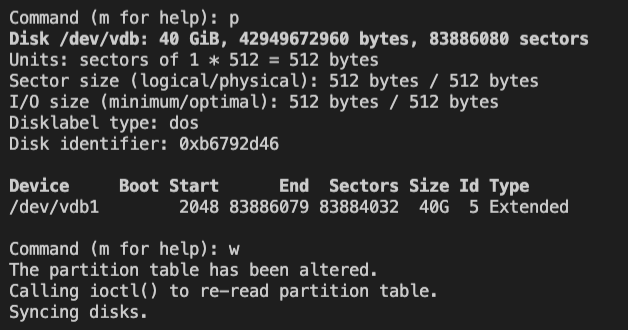 Command (m for help): p
Disk /dev/vdb: 40 GiB, 42949672960 bytes, 83886080 sectors
Units: sectors of 1 * 512 = 512 bytes
Sector size (logical/physical): 512 bytes / 512 bytes
I/O size (minimum/optimal): 512 bytes / 512 bytes
Disklabel type: dos
Disk identifier: 0xb6792d46
Device     Boot Start      End  Sectors Size Id Type
/dev/vdb1        2048 83886079 83884032  40G  5 Extended
Command (m for help): w
The partition table has been altered.
Calling ioctl() to re-read partition table.
Syncing disks.